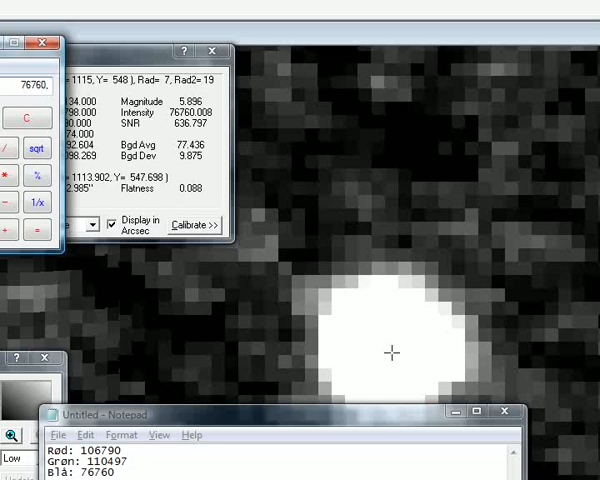 76760,
C
/
sqrt
*
%
-
1/x
+
=
= 1115, Y= 548 ), Rad= 7, Rad2= 19
34.000 Magnitude 5.896
798.000 Intensity 76760.008
0.000 SNR 636.797
74.000
92.604 Bgd Avg 77.436
098.269 Bgd Dev 9.875
= 1113.902, Y= 547.698 )
2.985" Flatness 0.088
Display in
Arcsec
Calibrate >>
Low
Untitled - Notepad
File Edit Format View Help
Rød: 106790
Grøn: 110497
Blå: 76760